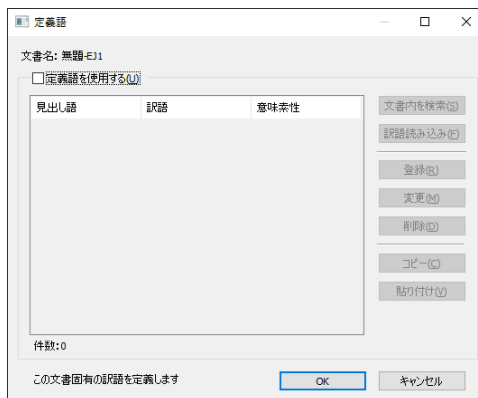 定義語
文書名: 無題-EJ1
定義語を使用する(U)
見出し語 訳語 意味素性
文書内を検索(S)
訳語読み込み(F)
登録(R)
変更(M)
削除(D)
コピー(C)
貼り付け(V)
件数:0
この文書固有の訳語を定義します
OK キャンセル